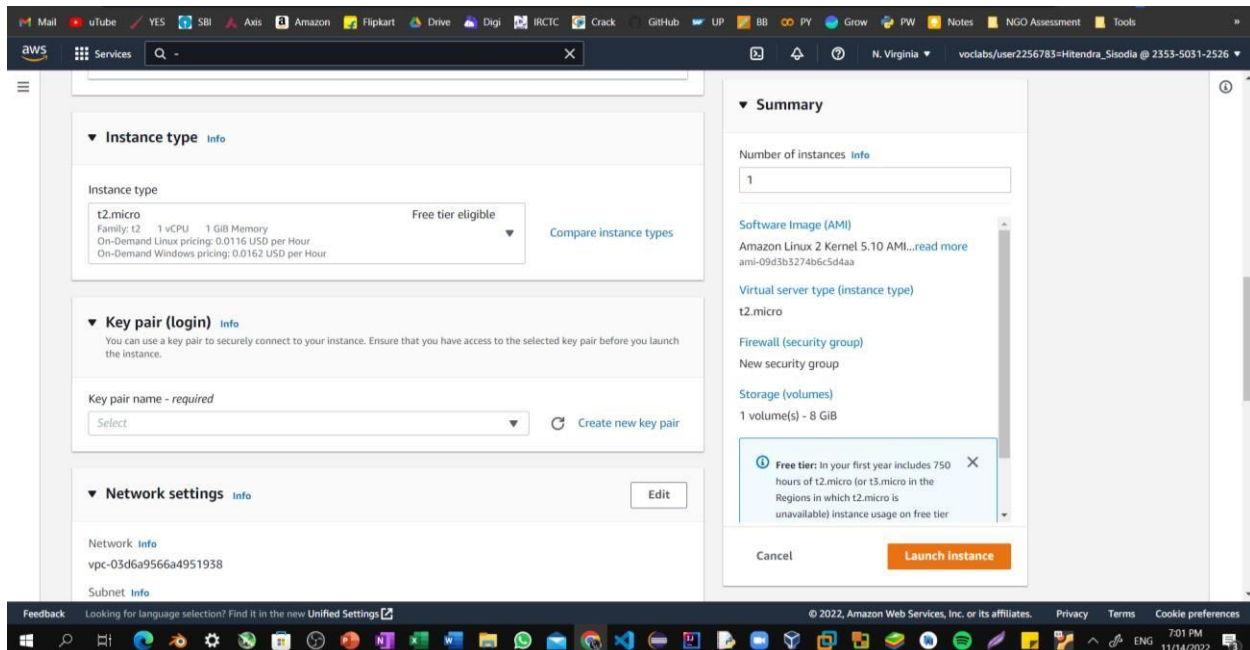 Mail uTube YES SBI Axis Amazon Flipkart Drive Digi IRCTC Crack GitHub UP BB PY Grow PW Notes NGO Assessment Tools »
aws Services - N. Virginia voclabs/user2256783=Hitendra_Sisodia @ 2353-5031-2526
Instance type Info
Instance type
t2.micro Free tier eligible
Family: t2 1 vCPU 1 GiB Memory
On-Demand Linux pricing: 0.0116 USD per Hour
On-Demand Windows pricing: 0.0162 USD per Hour
Compare instance types
Key pair (login) Info
You can use a key pair to securely connect to your instance. Ensure that you have access to the selected key pair before you launch
the instance.
Key pair name - required
Select
Create new key pair
Network settings Info
Edit
Network Info
vpc-03d6a9566a4951938
Subnet Info
Summary
Number of instances Info
1
Software Image (AMI)
Amazon Linux 2 Kernel 5.10 AMI...read more
ami-09d3b3274b6c5d4aa
Virtual server type (instance type)
t2.micro
Firewall (security group)
New security group
Storage (volumes)
1 volume(s) - 8 GiB
Free tier: In your first year includes 750
hours of t2.micro (or t3.micro in the
Regions in which t2.micro is
unavailable) instance usage on free tier
Cancel Launch instance
Feedback Looking for language selection? Find it in the new Unified Settings © 2022, Amazon Web Services, Inc. or its affiliates. Privacy Terms Cookie preferences
ENG 7:01 PM
11/14/2022